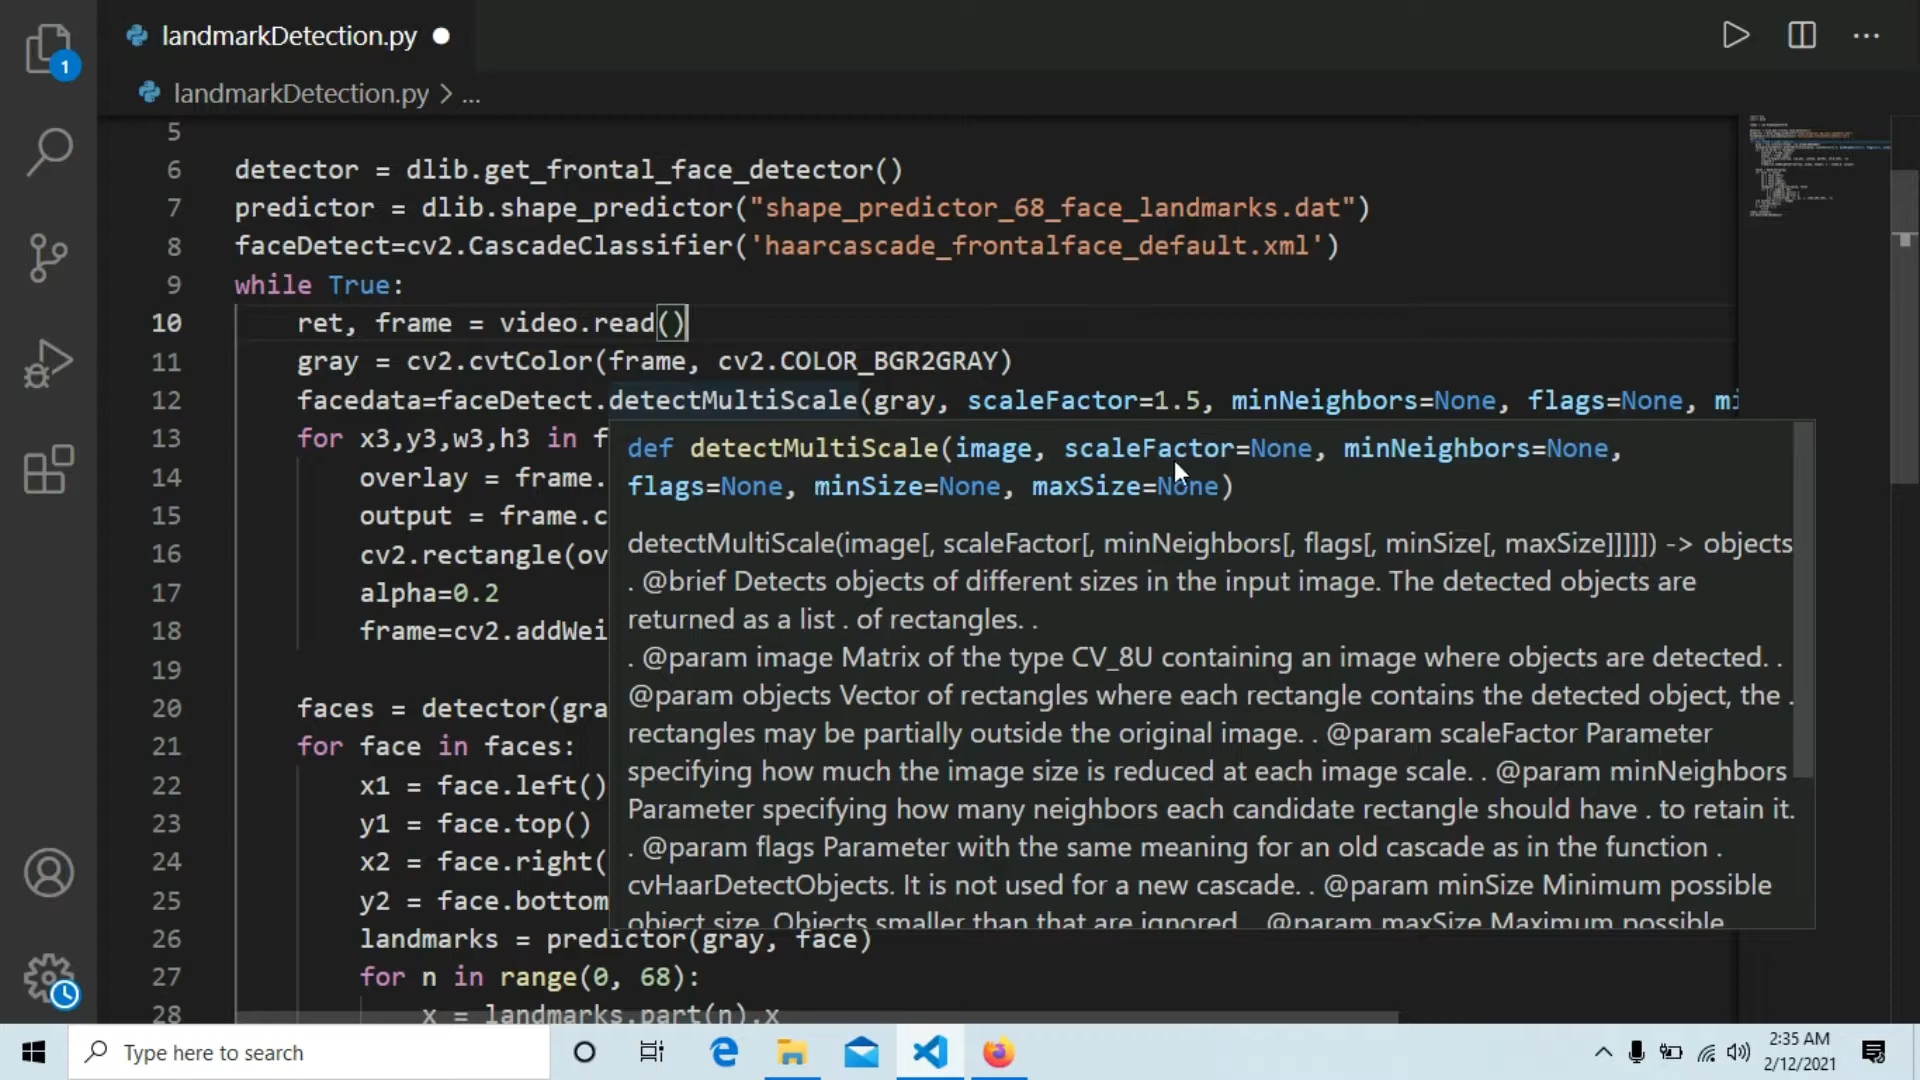 landmarkDetection.py
1
landmarkDetection.py > ...
5
6 detector = dlib.get_frontal_face_detector()
7 predictor = dlib.shape_predictor("shape_predictor_68_face_landmarks.dat")
8 faceDetect=cv2.CascadeClassifier('haarcascade_frontalface_default.xml')
9 while True:
10 ret, frame = video.read()
11 gray = cv2.cvtColor(frame, cv2.COLOR_BGR2GRAY)
12 facedata=faceDetect.detectMultiScale(gray, scaleFactor=1.5, minNeighbors=None, flags=None, mi
13 for x3,y3,w3,h3 in f
14 overlay = frame.
15 output = frame.c
16 cv2.rectangle(ov
17 alpha=0.2
18 frame=cv2.addWei
19
20 faces = detector(gra
21 for face in faces:
22 x1 = face.left()
23 y1 = face.top()
24 x2 = face.right(
25 y2 = face.bottom
26 landmarks = predictor(gray, face)
27 for n in range(0, 68):
28 x = landmarks.part(n).x
def detectMultiScale(image, scaleFactor=None, minNeighbors=None,
flags=None, minSize=None, maxSize=None)
detectMultiScale(image[, scaleFactor[, minNeighbors[, flags[, minSize[, maxSize]]]]]) -> objects
. @brief Detects objects of different sizes in the input image. The detected objects are
returned as a list . of rectangles. .
. @param image Matrix of the type CV_8U containing an image where objects are detected. .
@param objects Vector of rectangles where each rectangle contains the detected object, the .
rectangles may be partially outside the original image. . @param scaleFactor Parameter
specifying how much the image size is reduced at each image scale. . @param minNeighbors
Parameter specifying how many neighbors each candidate rectangle should have . to retain it.
. @param flags Parameter with the same meaning for an old cascade as in the function .
cvHaarDetectObjects. It is not used for a new cascade. . @param minSize Minimum possible
object size. Objects smaller than that are ignored. . @param maxSize Maximum possible
Type here to search
2:35 AM
2/12/2021